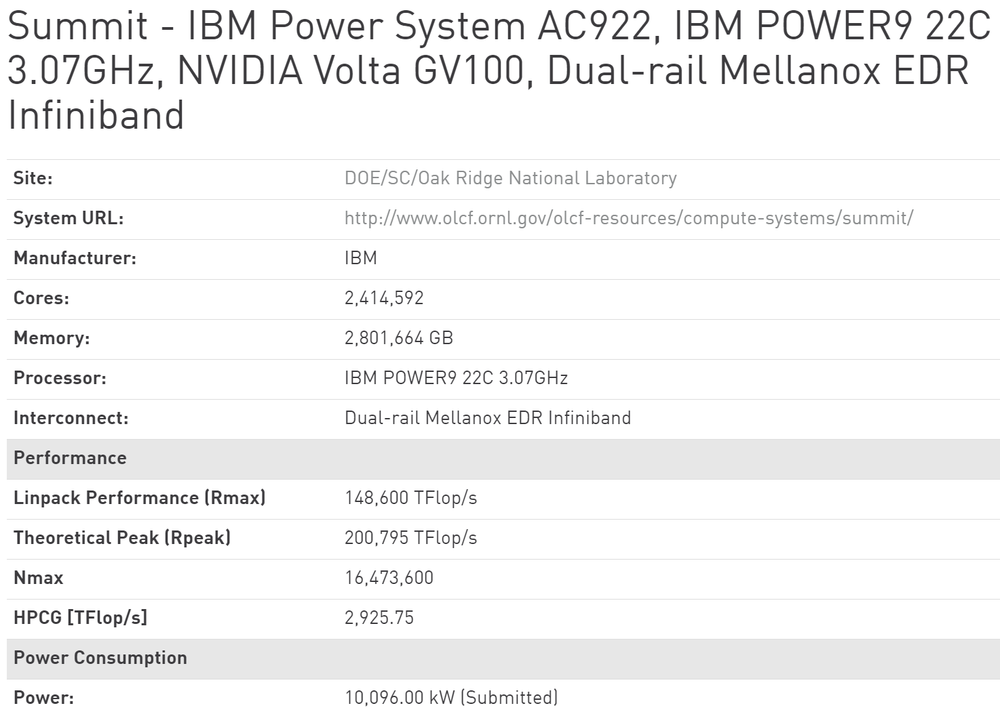 Summit - IBM Power System AC922, IBM POWER9 22C
3.07GHz, NVIDIA Volta GV100, Dual-rail Mellanox EDR
Infiniband
Site: DOE/SC/Oak Ridge National Laboratory
System URL: http://www.olcf.ornl.gov/olcf-resources/compute-systems/summit/
Manufacturer: IBM
Cores: 2,414,592
Memory: 2,801,664 GB
Processor: IBM POWER9 22C 3.07GHz
Interconnect: Dual-rail Mellanox EDR Infiniband
Performance
Linpack Performance (Rmax) 148,600 TFlop/s
Theoretical Peak (Rpeak) 200,795 TFlop/s
Nmax 16,473,600
HPCG [TFlop/s] 2,925.75
Power Consumption
Power: 10,096.00 kW (Submitted)